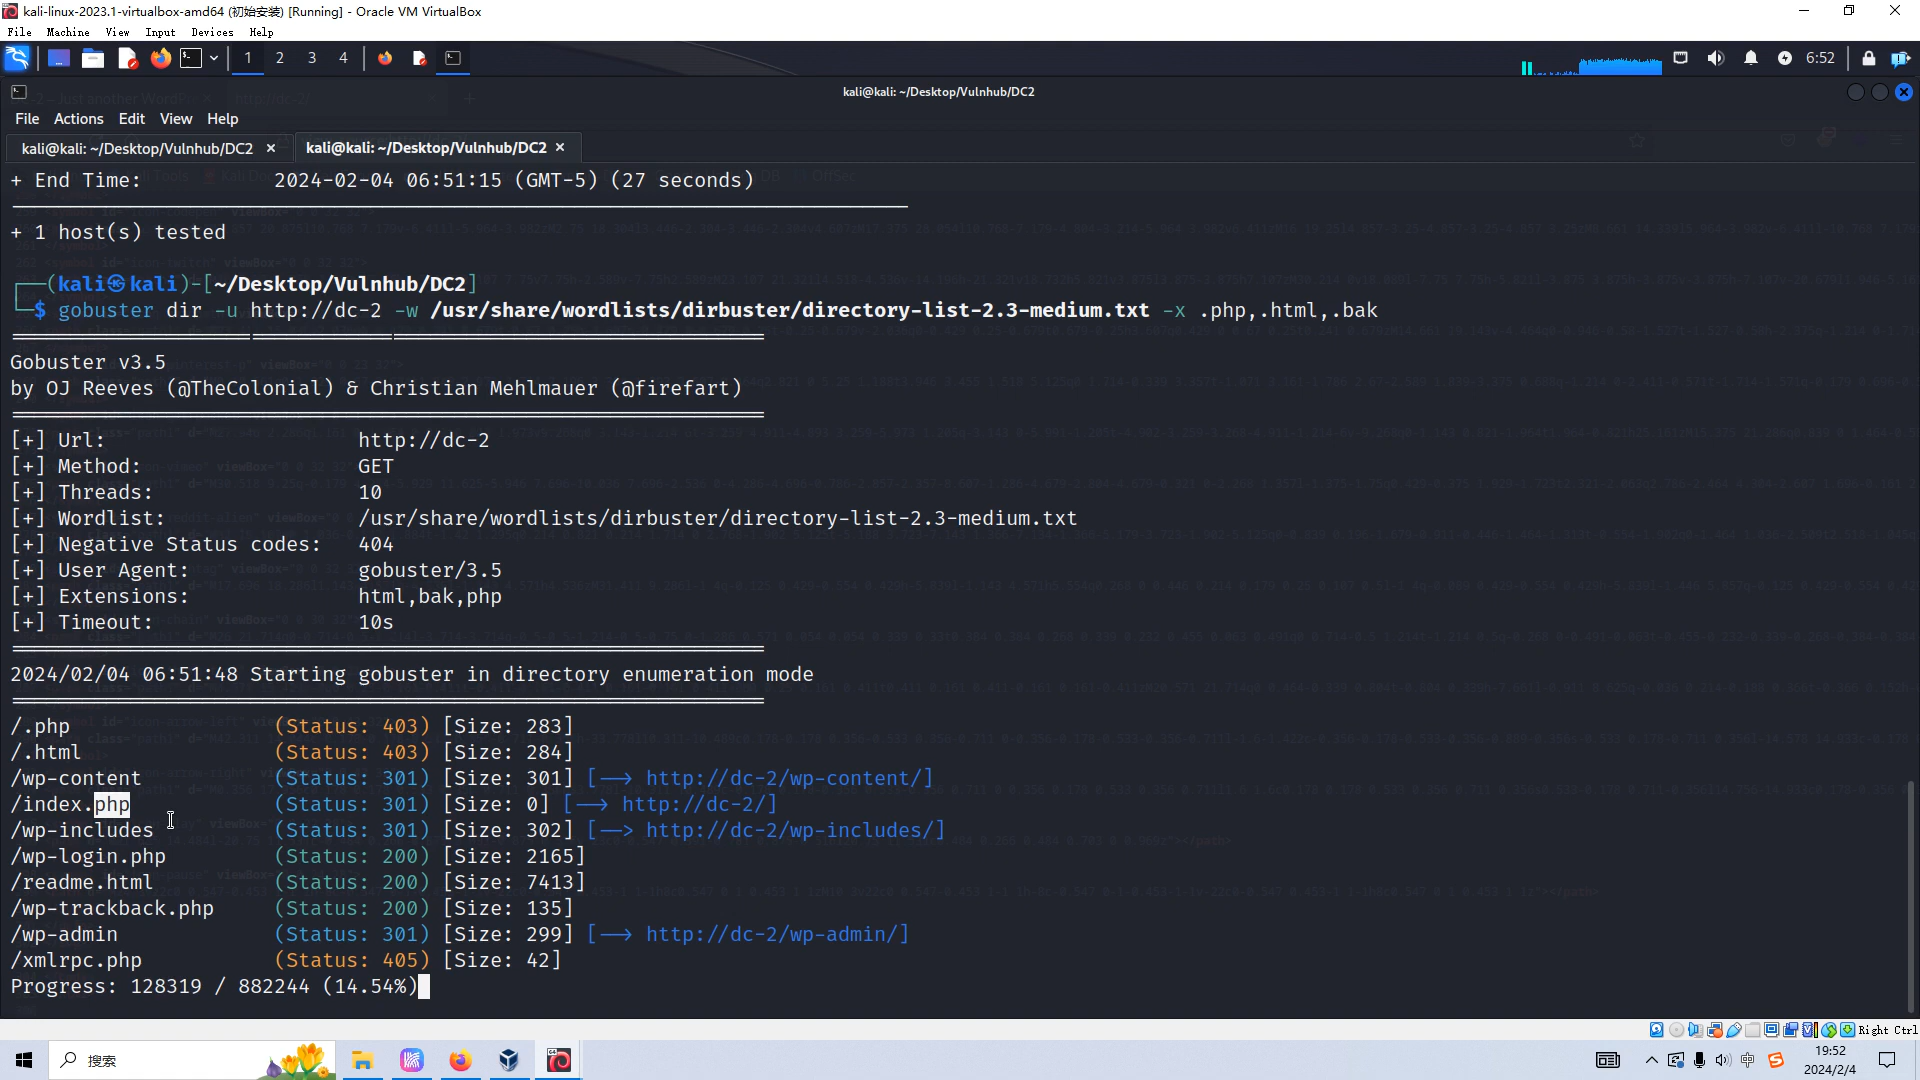 kali-linux-2023.1-virtualbox-amd64 (初始安装) [Running] - Oracle VM VirtualBox
File Machine View Input Devices Help
1 2 3 4
6:52
kali@kali: ~/Desktop/Vulnhub/DC2
File Actions Edit View Help
kali@kali: ~/Desktop/Vulnhub/DC2 × kali@kali: ~/Desktop/Vulnhub/DC2 ×
+ End Time: 2024-02-04 06:51:15 (GMT-5) (27 seconds)
+ 1 host(s) tested
┌──(kali㉿kali)-[~/Desktop/Vulnhub/DC2]
└─$ gobuster dir -u http://dc-2 -w /usr/share/wordlists/dirbuster/directory-list-2.3-medium.txt -x .php,.html,.bak
Gobuster v3.5
by OJ Reeves (@TheColonial) & Christian Mehlmauer (@firefart)
[+] Url: http://dc-2
[+] Method: GET
[+] Threads: 10
[+] Wordlist: /usr/share/wordlists/dirbuster/directory-list-2.3-medium.txt
[+] Negative Status codes: 404
[+] User Agent: gobuster/3.5
[+] Extensions: html,bak,php
[+] Timeout: 10s
2024/02/04 06:51:48 Starting gobuster in directory enumeration mode
/.php (Status: 403) [Size: 283]
/.html (Status: 403) [Size: 284]
/wp-content (Status: 301) [Size: 301] [--> http://dc-2/wp-content/]
/index.php (Status: 301) [Size: 0] [--> http://dc-2/]
/wp-includes (Status: 301) [Size: 302] [--> http://dc-2/wp-includes/]
/wp-login.php (Status: 200) [Size: 2165]
/readme.html (Status: 200) [Size: 7413]
/wp-trackback.php (Status: 200) [Size: 135]
/wp-admin (Status: 301) [Size: 299] [--> http://dc-2/wp-admin/]
/xmlrpc.php (Status: 405) [Size: 42]
Progress: 128319 / 882244 (14.54%)
Right Ctrl
搜索
中
19:52
2024/2/4